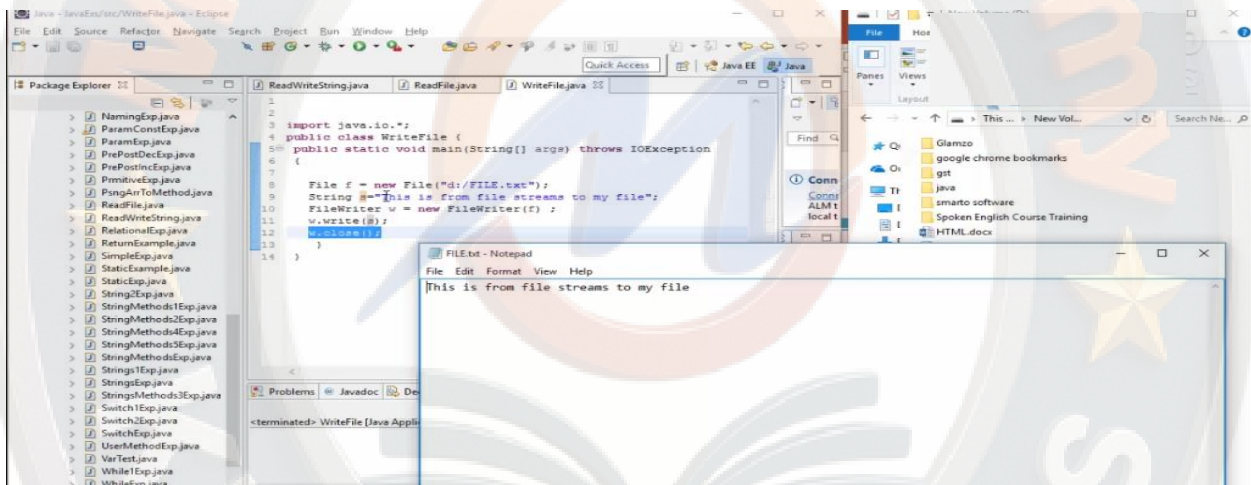 Java - JavaExs/src/WriteFile.java - Eclipse
File Edit Source Refactor Navigate Search Project Run Window Help
Quick Access
Java EE
Java
Package Explorer
NamingExp.java
ParamConstExp.java
ParamExp.java
PrePostDecExp.java
PrePostIncExp.java
PrmitiveExp.java
PsngArrToMethod.java
ReadFile.java
ReadWriteString.java
RelationalExp.java
ReturnExample.java
SimpleExp.java
StaticExample.java
StaticExp.java
String2Exp.java
StringMethods1Exp.java
StringMethods2Exp.java
StringMethods4Exp.java
StringMethods5Exp.java
StringMethodsExp.java
Strings1Exp.java
StringsExp.java
StringsMethods3Exp.java
Switch1Exp.java
Switch2Exp.java
SwitchExp.java
UserMethodExp.java
VarTest.java
While1Exp.java
WhileExp.java
ReadWriteString.java ReadFile.java WriteFile.java
1
2
3 import java.io.*;
4 public class WriteFile {
5 public static void main(String[] args) throws IOException
6 {
7
8 File f = new File("d:/FILE.txt");
9 String s="This is from file streams to my file";
10 FileWriter w = new FileWriter(f) ;
11 w.write(s);
12 w.close();
13 }
14 }
Problems Javadoc De
<terminated> WriteFile [Java Appli
Find
Conn
Conne
ALM t
local t
File Ho
Panes Views
Layout
This ... New Vol... Search Ne...
Glamzo
google chrome bookmarks
gst
java
smarto software
Spoken English Course Training
HTML.docx
FILE.txt - Notepad
File Edit Format View Help
This is from file streams to my file